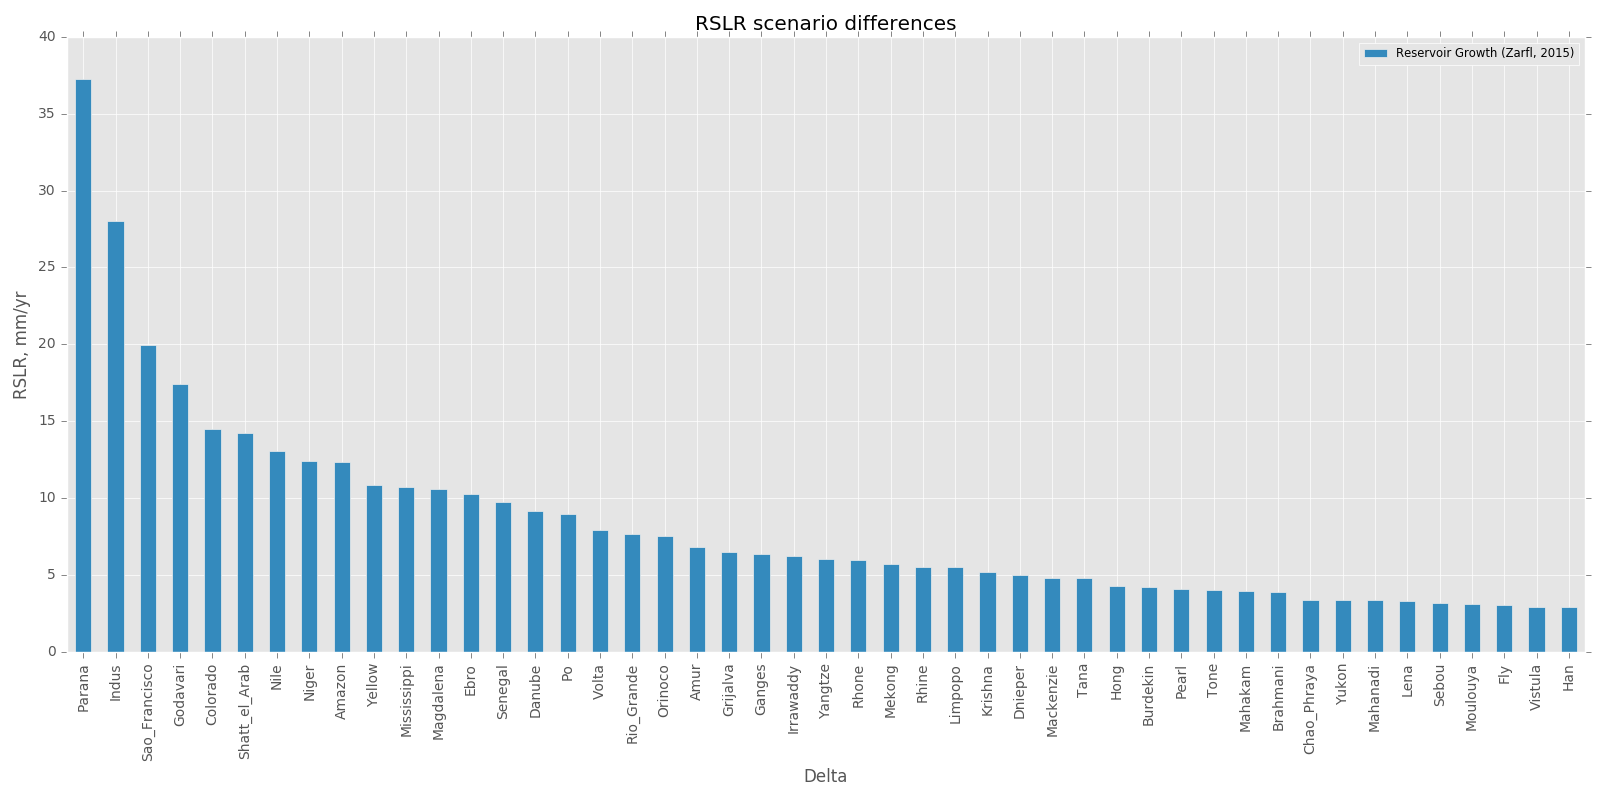 RSLR scenario differences
Reservoir Growth (Zarfl, 2015)
RSLR, mm/yr
40
35
30
25
20
15
10
5
0
Parana
Indus
Sao_Francisco
Godavari
Colorado
Shatt_el_Arab
Nile
Niger
Amazon
Yellow
Mississippi
Magdalena
Ebro
Senegal
Danube
Po
Volta
Rio_Grande
Orinoco
Amur
Grijalva
Ganges
Irrawaddy
Yangtze
Rhone
Mekong
Rhine
Limpopo
Krishna
Dnieper
Mackenzie
Tana
Hong
Burdekin
Pearl
Tone
Mahakam
Brahmani
Chao_Phraya
Yukon
Mahanadi
Lena
Sebou
Moulouya
Fly
Vistula
Han
Delta